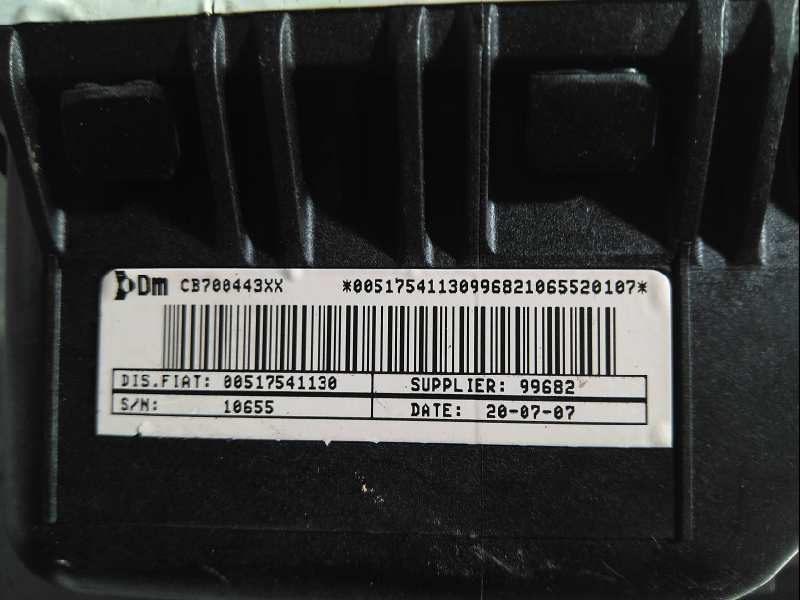 Dm CB700443XX *00517541130996821065520107*
DIS.FIAT: 00517541130 SUPPLIER: 99682
S/N: 10655 DATE: 20-07-07